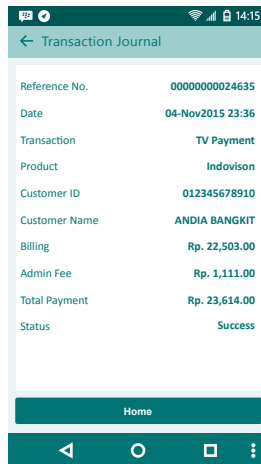 14:15
Transaction Journal
Reference No. 00000000024635
Date 04-Nov2015 23:36
Transaction TV Payment
Product Indovison
Customer ID 012345678910
Customer Name ANDIA BANGKIT
Billing Rp. 22,503.00
Admin Fee Rp. 1,111.00
Total Payment Rp. 23,614.00
Status Success
Home